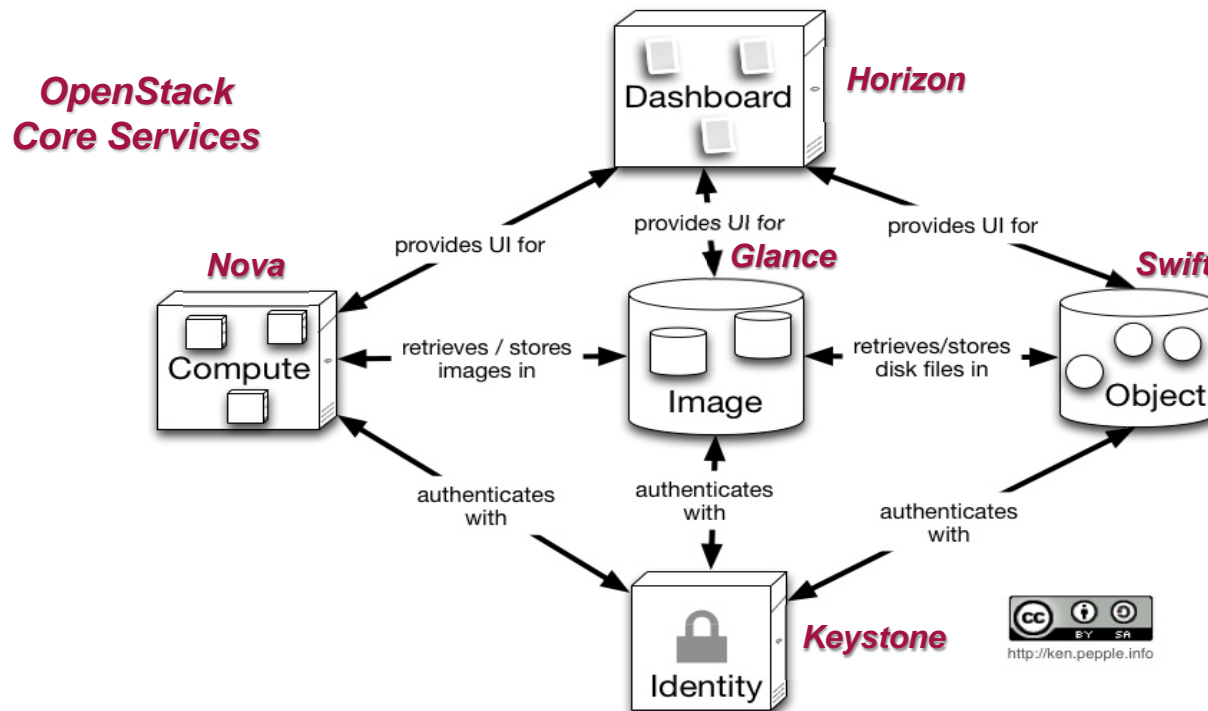 OpenStack
Core Services
Dashboard
Horizon
provides UI for
provides UI for
provides UI for
Nova
Glance
Swift
Compute
retrieves / stores
images in
Image
retrieves/stores
disk files in
Object
authenticates
with
authenticates
with
authenticates
with
Identity
Keystone
cc
BY SA
http://ken.pepple.info